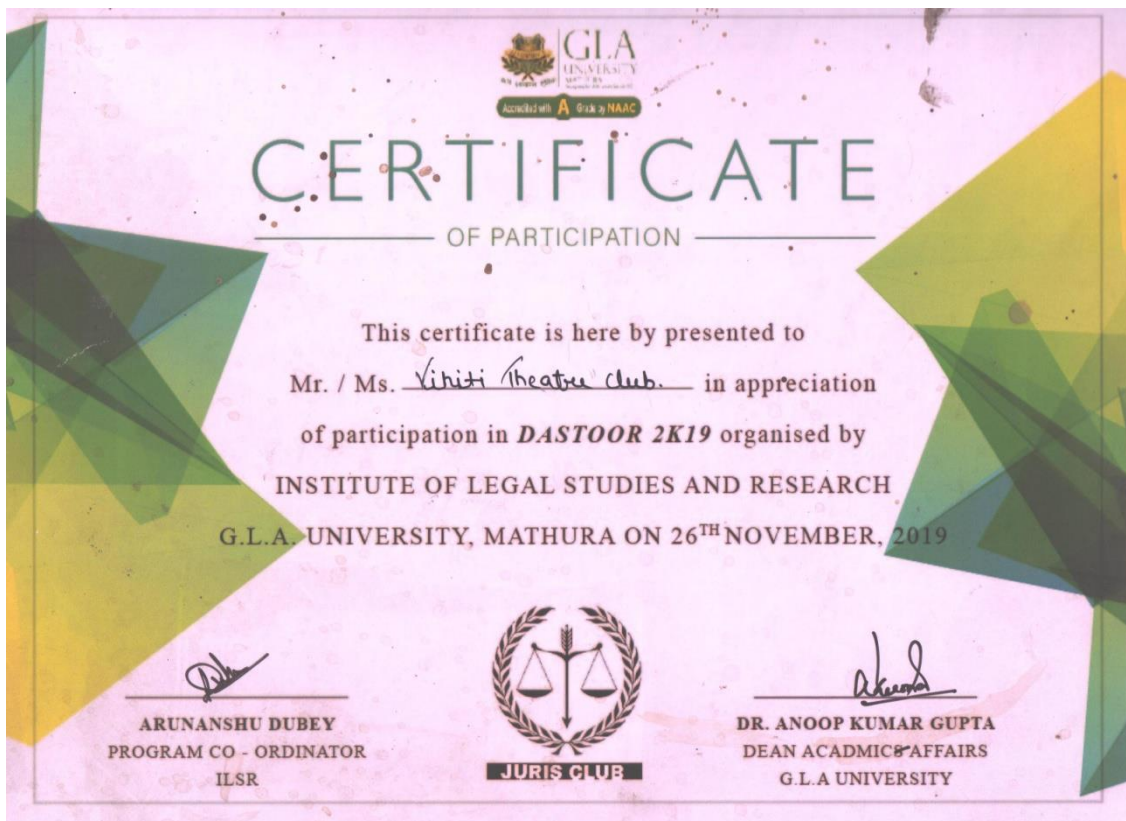 GLA
UNIVERSITY
Accredited with A Grade by NAAC
CERTIFICATE
OF PARTICIPATION
This certificate is here by presented to
Mr. / Ms. Theatre Club. in appreciation
of participation in DASTOOR 2K19 organised by
INSTITUTE OF LEGAL STUDIES AND RESEARCH
G.L.A. UNIVERSITY, MATHURA ON 26TH NOVEMBER, 2019
ARUNANSHU DUBEY
PROGRAM CO - ORDINATOR
ILSR
JURIS CLUB
DR. ANOOP KUMAR GUPTA
DEAN ACADMICS AFFAIRS
G.L.A UNIVERSITY